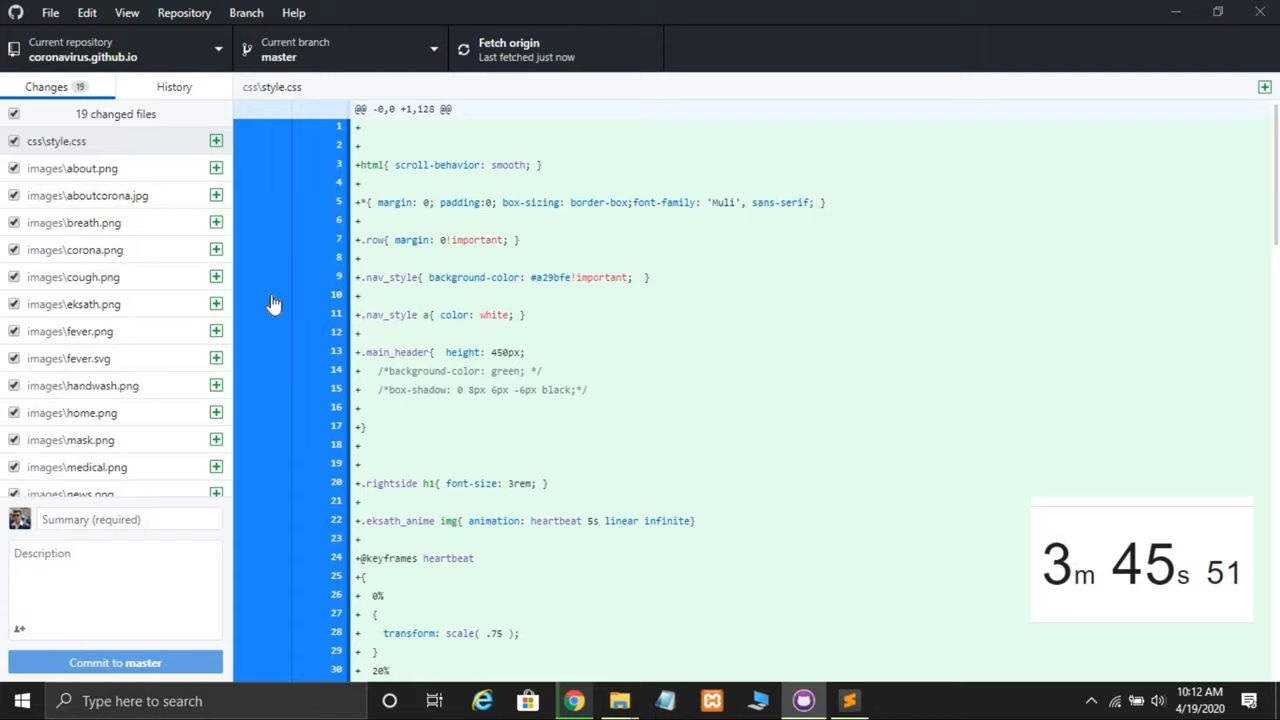 File Edit View Repository Branch Help
Current repository
coronavirus.github.io
Current branch
master
Fetch origin
Last fetched just now
Changes 19 History
css\style.css
19 changed files
css\style.css
images\about.png
images\aboutcorona.jpg
images\breath.png
images\corona.png
images\cough.png
images\eksath.png
images\fever.png
images\fever.svg
images\handwash.png
images\home.png
images\mask.png
images\medical.png
images\news.png
Summary (required)
Description
Commit to master
@@ -0,0 +1,128 @@
1 +
2 +
3 +html{ scroll-behavior: smooth; }
4 +
5 +*{ margin: 0; padding:0; box-sizing: border-box;font-family: 'Muli', sans-serif; }
6 +
7 +.row{ margin: 0!important; }
8 +
9 +.nav_style{ background-color: #a29bfe!important;  }
10 +
11 +.nav_style a{ color: white; }
12 +
13 +.main_header{  height: 450px;
14 +  /*background-color: green; */
15 +  /*box-shadow: 0 8px 6px -6px black;*/
16 +
17 +}
18 +
19 +
20 +.rightside h1{ font-size: 3rem; }
21 +
22 +.eksath_anime img{ animation: heartbeat 5s linear infinite}
23 +
24 +@keyframes heartbeat
25 +{
26 +  0%
27 +  {
28 +    transform: scale( .75 );
29 +  }
30 +  20%
3m 45s 51
Type here to search
10:12 AM
4/19/2020